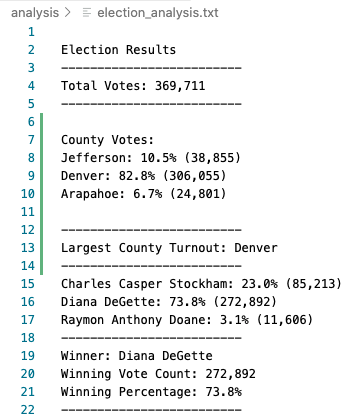 analysis > election_analysis.txt
1
2 Election Results
3 -------------------------
4 Total Votes: 369,711
5 -------------------------
6
7 County Votes:
8 Jefferson: 10.5% (38,855)
9 Denver: 82.8% (306,055)
10 Arapahoe: 6.7% (24,801)
11
12 -------------------------
13 Largest County Turnout: Denver
14 -------------------------
15 Charles Casper Stockham: 23.0% (85,213)
16 Diana DeGette: 73.8% (272,892)
17 Raymon Anthony Doane: 3.1% (11,606)
18 -------------------------
19 Winner: Diana DeGette
20 Winning Vote Count: 272,892
21 Winning Percentage: 73.8%
22 -------------------------